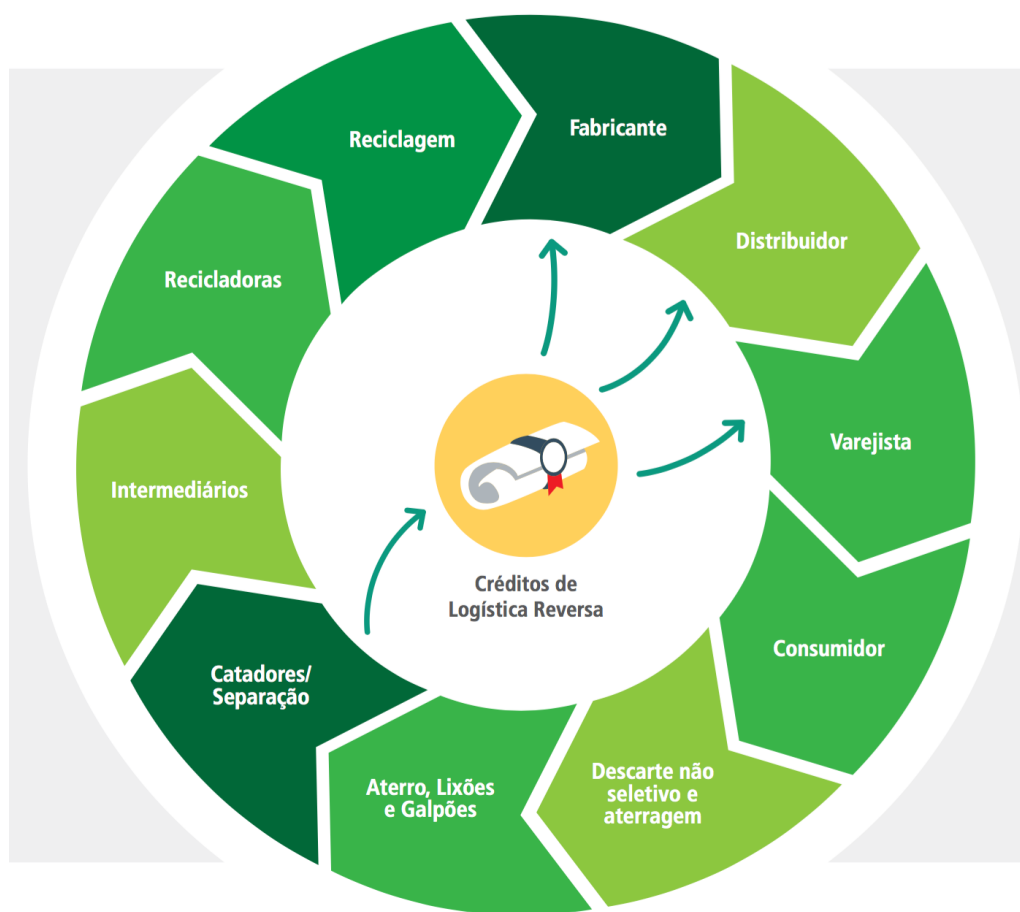 Fabricante
Distribuidor
Varejista
Consumidor
Descarte não
seletivo e
aterragem
Aterro, Lixões
e Galpões
Catadores/
Separação
Intermediários
Recicladoras
Reciclagem
Créditos de
Logística Reversa